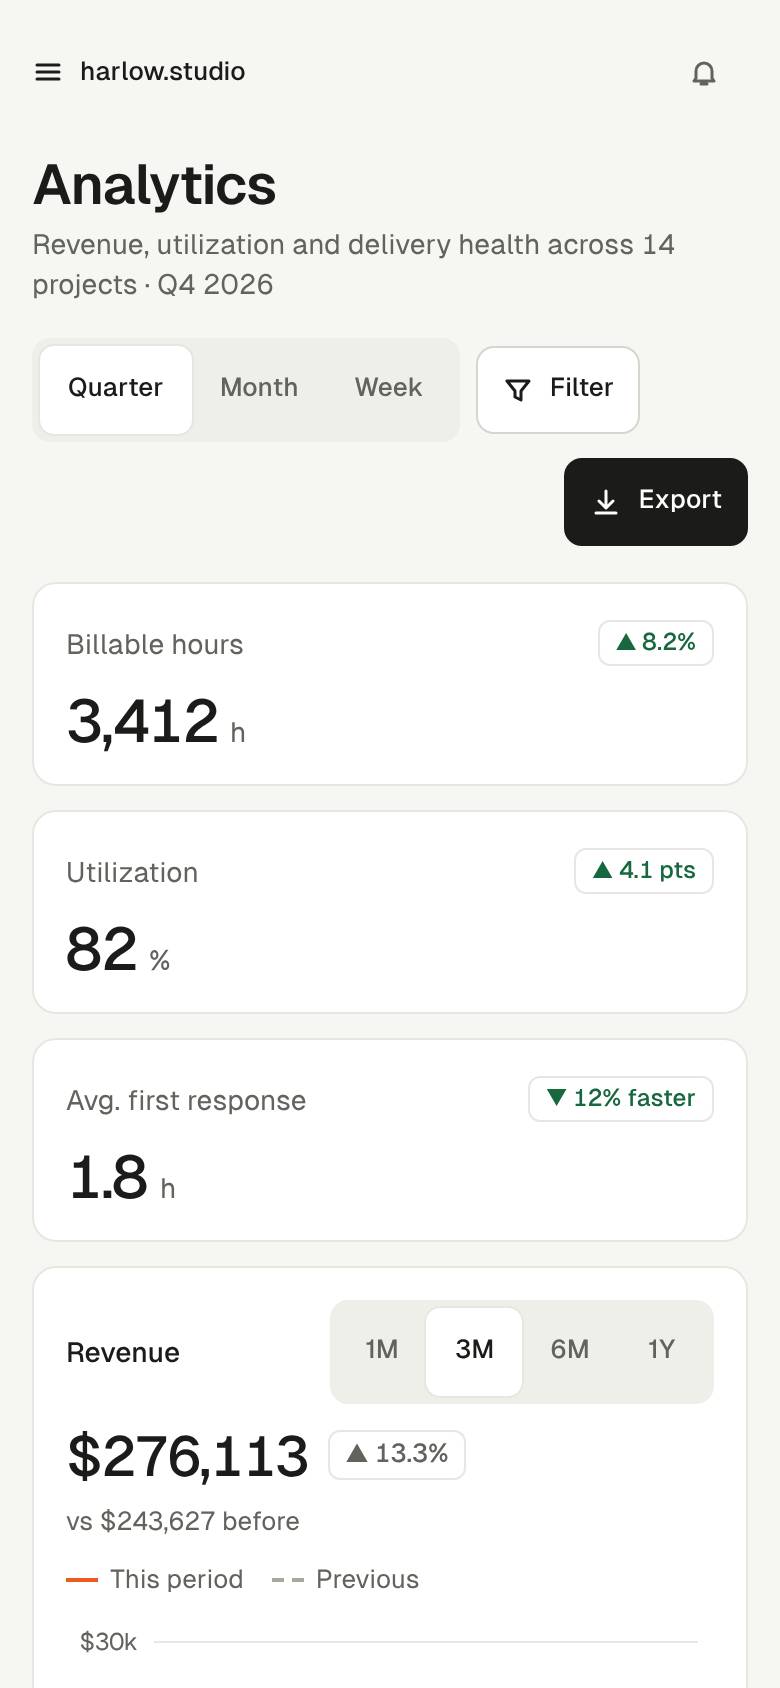 harlow.studio
Analytics
Revenue, utilization and delivery health across 14
projects · Q4 2026
Quarter Month Week Filter
Export
Billable hours ▲ 8.2%
3,412 h
Utilization ▲ 4.1 pts
82 %
Avg. first response ▼ 12% faster
1.8 h
Revenue 1M 3M 6M 1Y
$276,113 ▲ 13.3%
vs $243,627 before
This period Previous
$30k